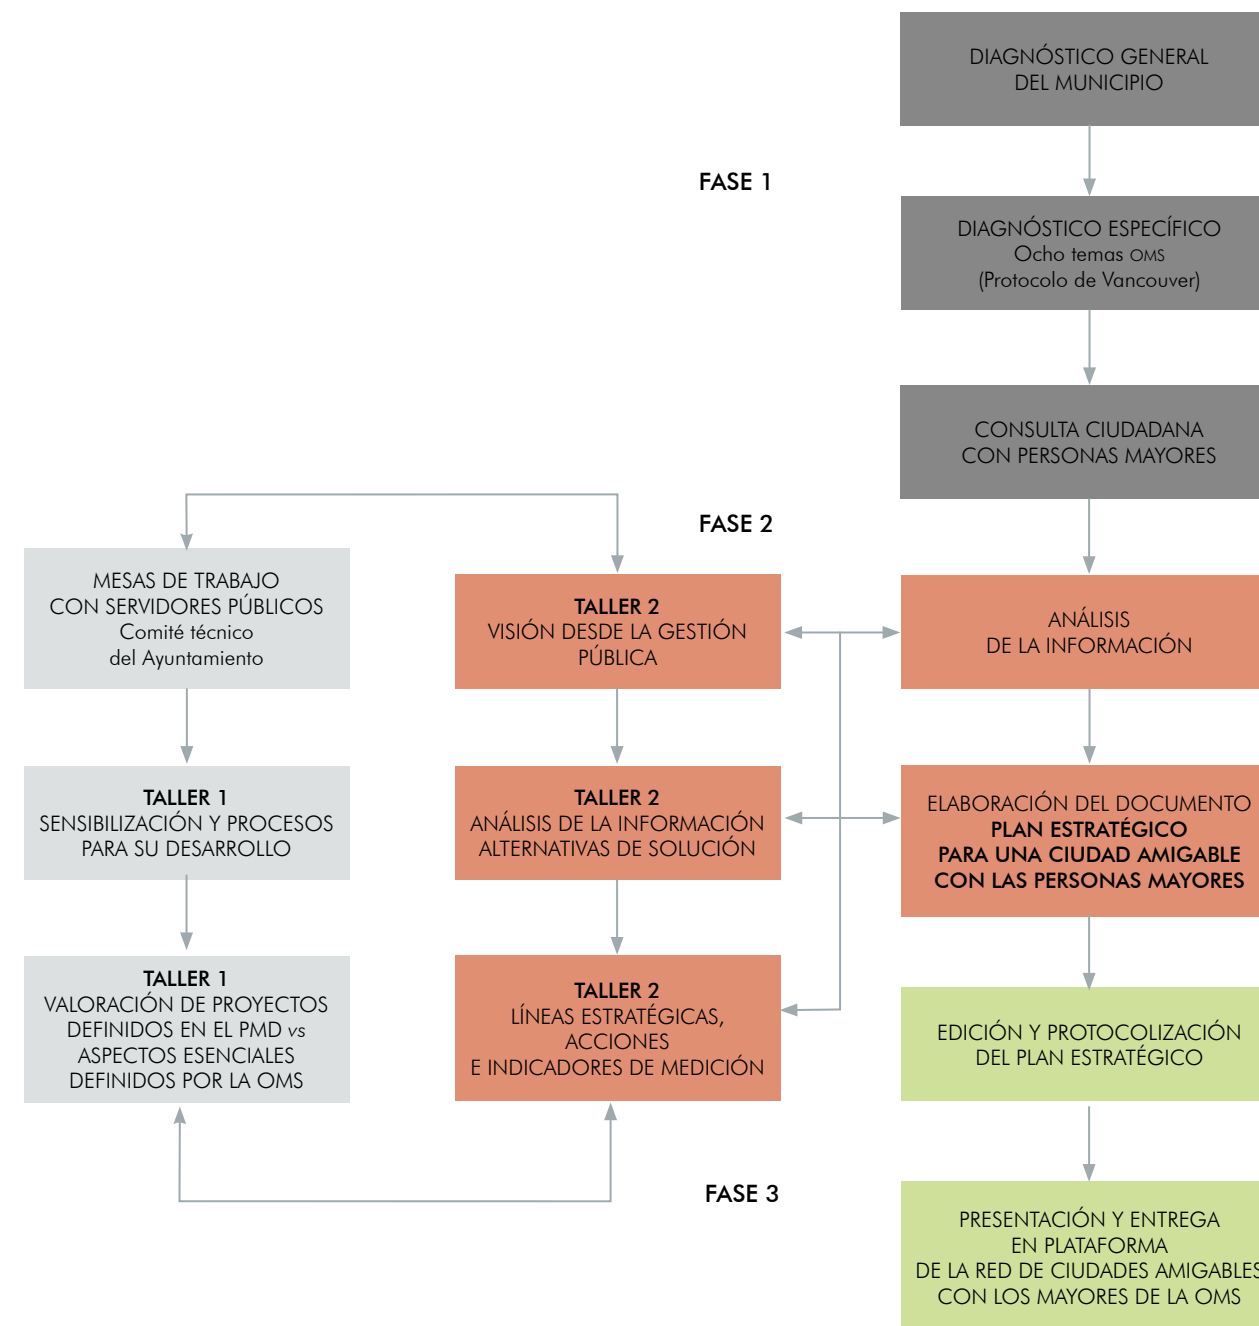 DIAGNÓSTICO GENERAL
DEL MUNICIPIO
FASE 1
DIAGNÓSTICO ESPECÍFICO
Ocho temas OMS
(Protocolo de Vancouver)
CONSULTA CIUDADANA
CON PERSONAS MAYORES
FASE 2
MESAS DE TRABAJO
CON SERVIDORES PÚBLICOS
Comité técnico
del Ayuntamiento
TALLER 2
VISIÓN DESDE LA GESTIÓN
PÚBLICA
ANÁLISIS
DE LA INFORMACIÓN
TALLER 1
SENSIBILIZACIÓN Y PROCESOS
PARA SU DESARROLLO
TALLER 2
ANÁLISIS DE LA INFORMACIÓN
ALTERNATIVAS DE SOLUCIÓN
ELABORACIÓN DEL DOCUMENTO
PLAN ESTRATÉGICO
PARA UNA CIUDAD AMIGABLE
CON LAS PERSONAS MAYORES
TALLER 1
VALORACIÓN DE PROYECTOS
DEFINIDOS EN EL PMD vs
ASPECTOS ESENCIALES
DEFINIDOS POR LA OMS
TALLER 2
LÍNEAS ESTRATÉGICAS,
ACCIONES
E INDICADORES DE MEDICIÓN
EDICIÓN Y PROTOCOLIZACIÓN
DEL PLAN ESTRATÉGICO
FASE 3
PRESENTACIÓN Y ENTREGA
EN PLATAFORMA
DE LA RED DE CIUDADES AMIGABLES
CON LOS MAYORES DE LA OMS